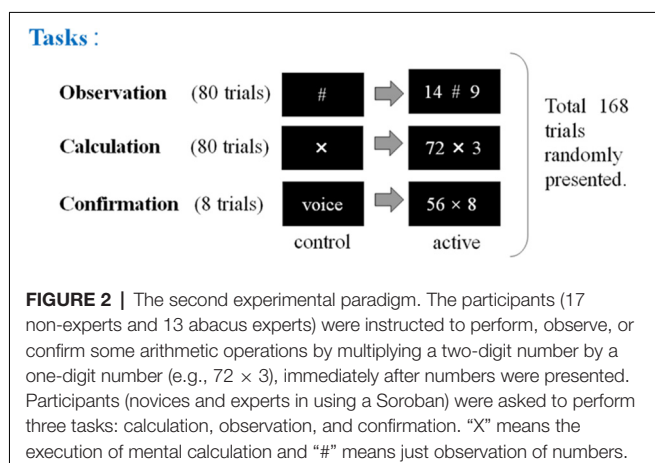 Tasks :
Observation (80 trials) # 14 # 9
Calculation (80 trials) × 72 × 3
Confirmation (8 trials) voice 56 × 8
control active
Total 168
trials
randomly
presented.
FIGURE 2 | The second experimental paradigm. The participants (17
non-experts and 13 abacus experts) were instructed to perform, observe, or
confirm some arithmetic operations by multiplying a two-digit number by a
one-digit number (e.g., 72 × 3), immediately after numbers were presented.
Participants (novices and experts in using a Soroban) were asked to perform
three tasks: calculation, observation, and confirmation. “X” means the
execution of mental calculation and “#” means just observation of numbers.